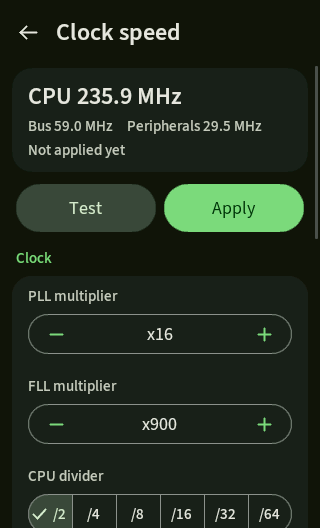 Clock speed
CPU 235.9 MHz
Bus 59.0 MHz Peripherals 29.5 MHz
Not applied yet
Test Apply
Clock
PLL multiplier
− x16 +
FLL multiplier
− x900 +
CPU divider
/2 /4 /8 /16 /32 /64